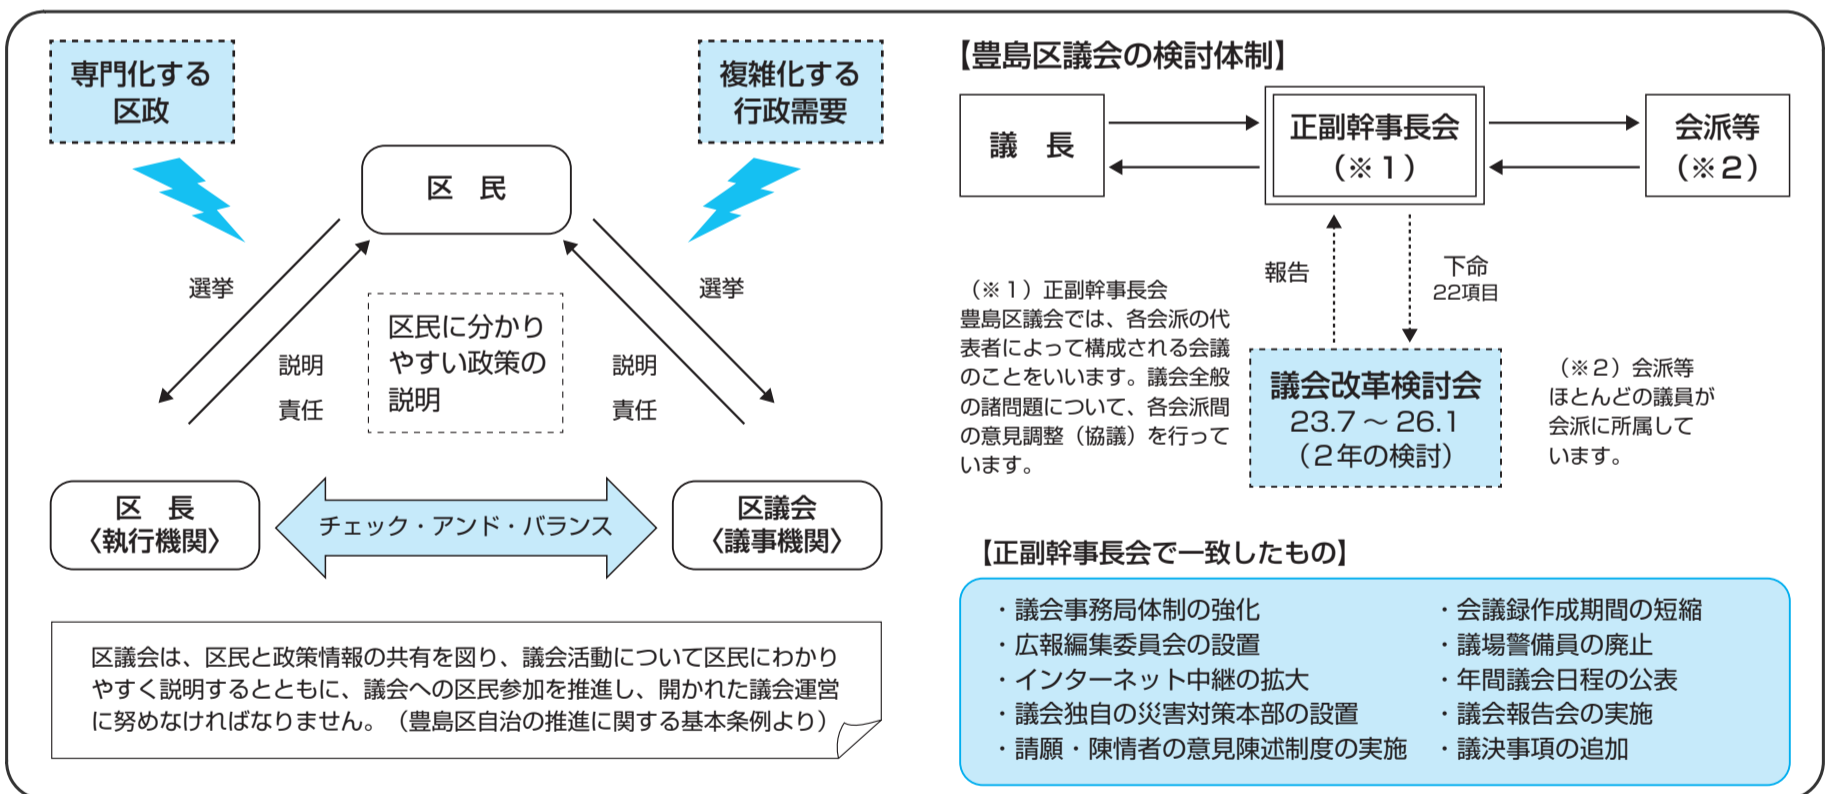 専門化する
区政
複雑化する
行政需要
区　民
選挙
選挙
説明
責任
区民に分かり
やすい政策の
説明
説明
責任
区　長
〈執行機関〉
チェック・アンド・バランス
区議会
〈議事機関〉
区議会は、区民と政策情報の共有を図り、議会活動について区民にわかり
やすく説明するとともに、議会への区民参加を推進し、開かれた議会運営
に努めなければなりません。（豊島区自治の推進に関する基本条例より）
【豊島区議会の検討体制】
議　長
正副幹事長会
（※１）
会派等
（※２）
報告
下命
22項目
（※１）正副幹事長会
豊島区議会では、各会派の代
表者によって構成される会議
のことをいいます。議会全般
の諸問題について、各会派間
の意見調整（協議）を行って
います。
議会改革検討会
23.7～26.1
（２年の検討）
（※２）会派等
ほとんどの議員が
会派に所属して
います。
【正副幹事長会で一致したもの】
・議会事務局体制の強化
・広報編集委員会の設置
・インターネット中継の拡大
・議会独自の災害対策本部の設置
・請願・陳情者の意見陳述制度の実施
・会議録作成期間の短縮
・議場警備員の廃止
・年間議会日程の公表
・議会報告会の実施
・議決事項の追加